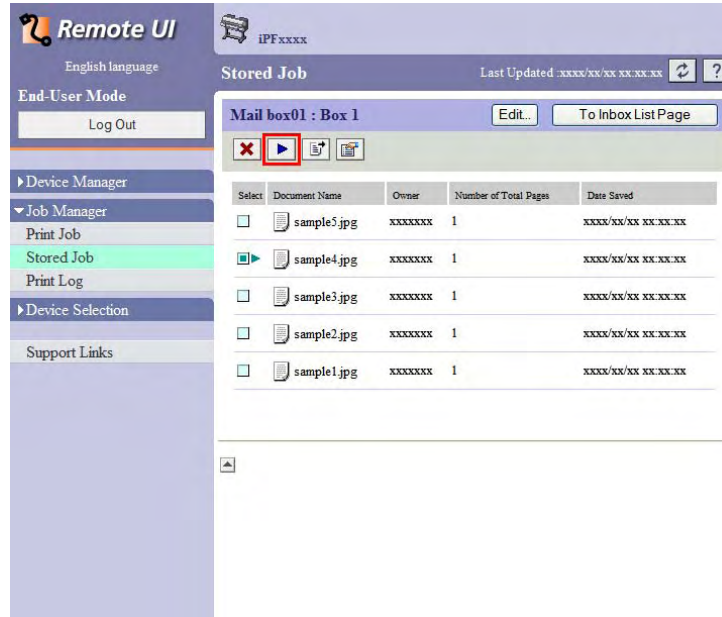 Remote UI
English language
End-User Mode
Log Out
Device Manager
Job Manager
Print Job
Stored Job
Print Log
Device Selection
Support Links
iPFxxxx
Stored Job
Last Updated :xxxx/xx/xx xx:xx:xx
?
Mail box01 : Box 1
Edit...
To Inbox List Page
Select Document Name Owner Number of Total Pages Date Saved
sample5.jpg xxxxxxx 1 xxxx/xx/xx xx:xx:xx
sample4.jpg xxxxxxx 1 xxxx/xx/xx xx:xx:xx
sample3.jpg xxxxxxx 1 xxxx/xx/xx xx:xx:xx
sample2.jpg xxxxxxx 1 xxxx/xx/xx xx:xx:xx
sample1.jpg xxxxxxx 1 xxxx/xx/xx xx:xx:xx